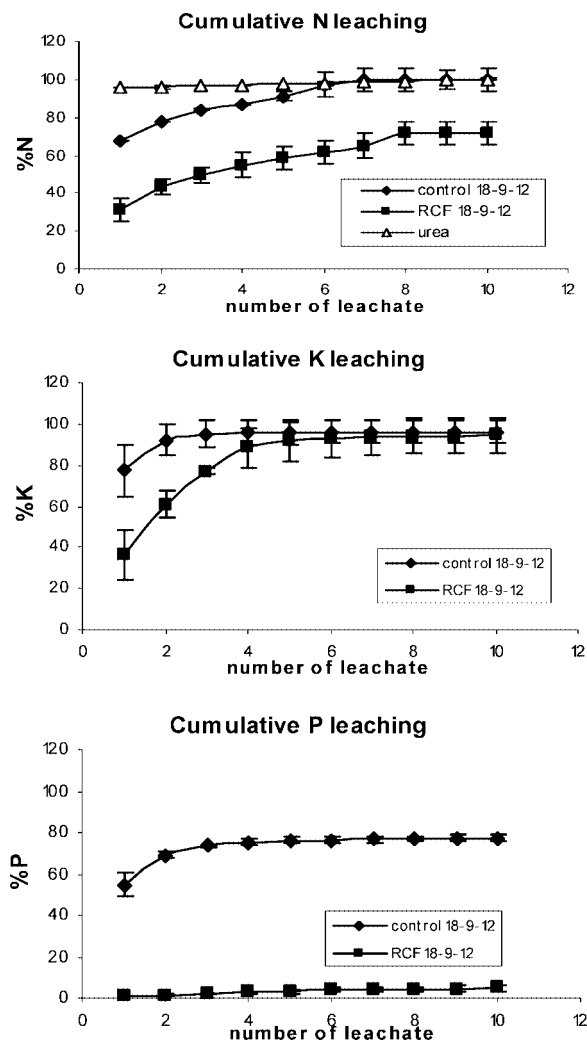 Cumulative N leaching
120
100
80
60
40
20
0
%N
control 18-9-12
RCF 18-9-12
urea
0 2 4 6 8 10 12
number of leachate
Cumulative K leaching
120
100
80
60
40
20
0
%K
control 18-9-12
RCF 18-9-12
0 2 4 6 8 10 12
number of leachate
Cumulative P leaching
120
100
80
60
40
20
0
%P
control 18-9-12
RCF 18-9-12
0 2 4 6 8 10 12
number of leachate